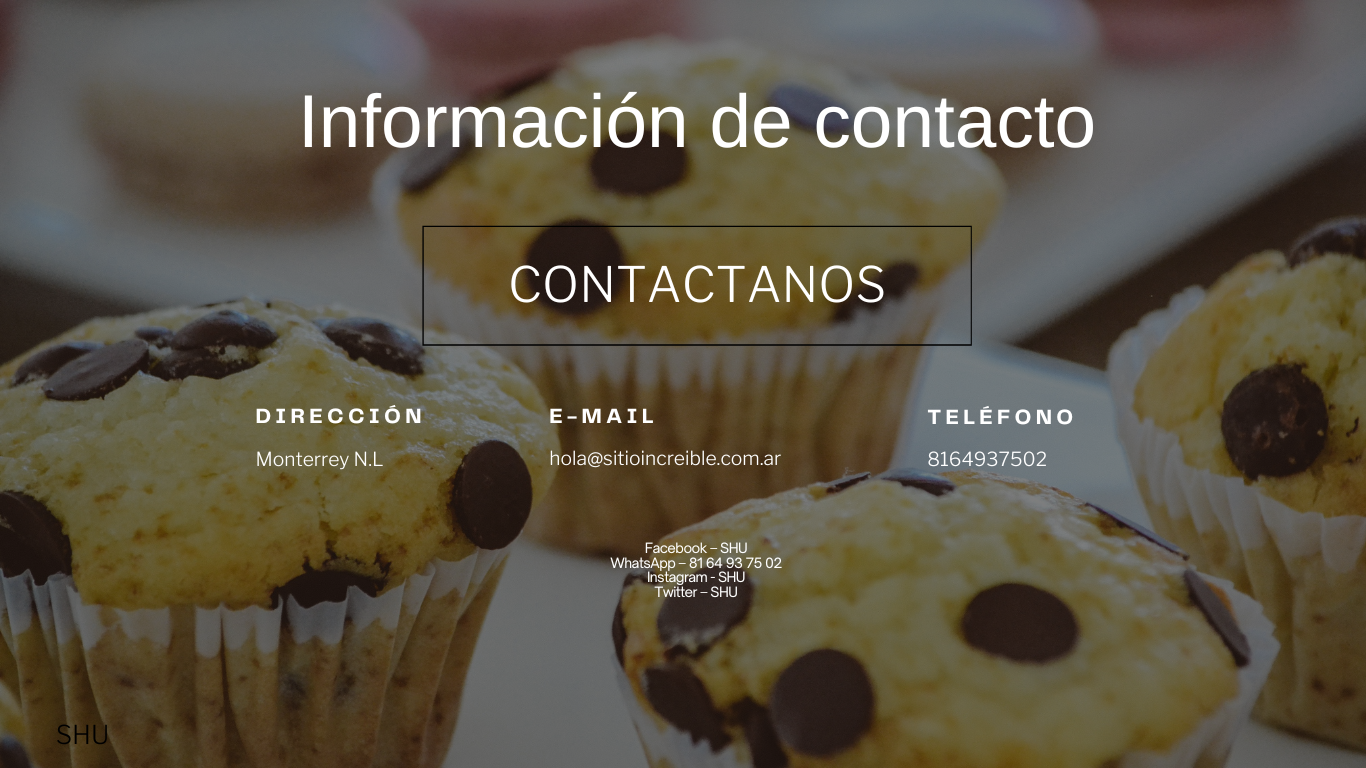 Información de contacto
CONTACTANOS
DIRECCIÓN
Monterrey N.L
E-MAIL
hola@sitioincreible.com.ar
TELÉFONO
8164937502
Facebook – SHU
WhatsApp – 81 64 93 75 02
Instagram - SHU
Twitter – SHU
SHU